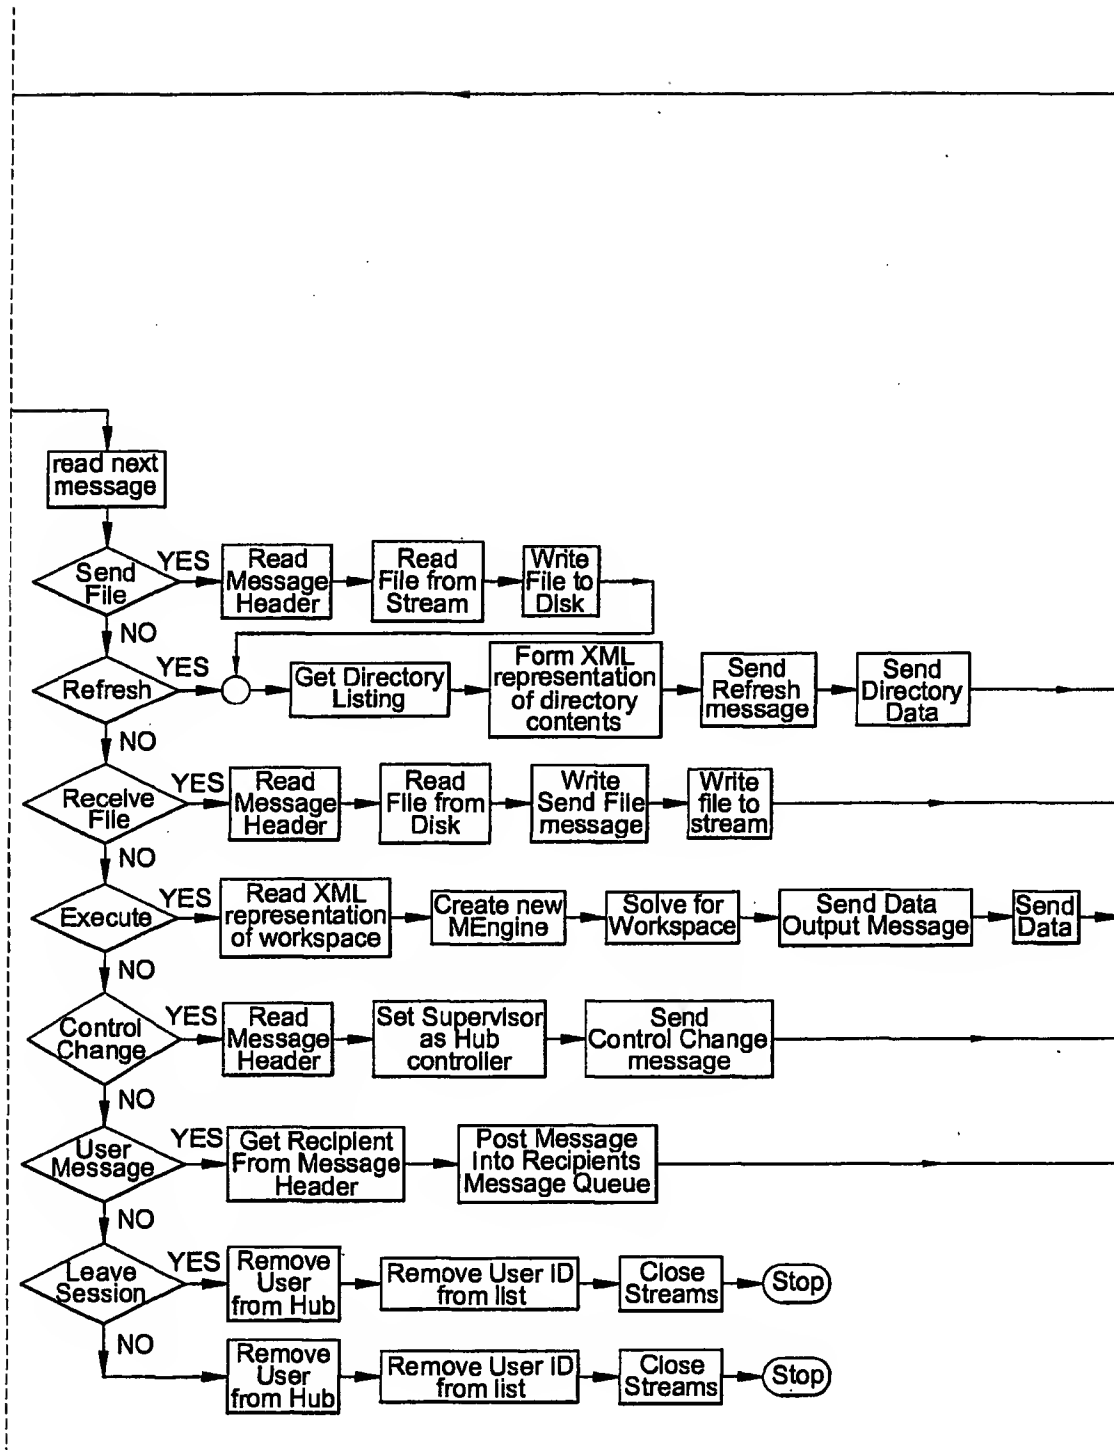 read next
message
Send
File
YES
Read
Message
Header
Read
File from
Stream
Write
File to
Disk
NO
Refresh
YES
Get Directory
Listing
Form XML
representation
of directory
contents
Send
Refresh
message
Send
Directory
Data
NO
Receive
File
YES
Read
Message
Header
Read
File from
Disk
Write
Send File
message
Write
file to
stream
NO
Execute
YES
Read XML
representation
of workspace
Create new
MEngine
Solve for
Workspace
Send Data
Output Message
Send
Data
NO
Control
Change
YES
Read
Message
Header
Set Supervisor
as Hub
controller
Send
Control Change
message
NO
User
Message
YES
Get Recipient
From Message
Header
Post Message
Into Recipients
Message Queue
NO
Leave
Session
YES
Remove
User
from Hub
Remove User ID
from list
Close
Streams
Stop
NO
Remove
User
from Hub
Remove User ID
from list
Close
Streams
Stop